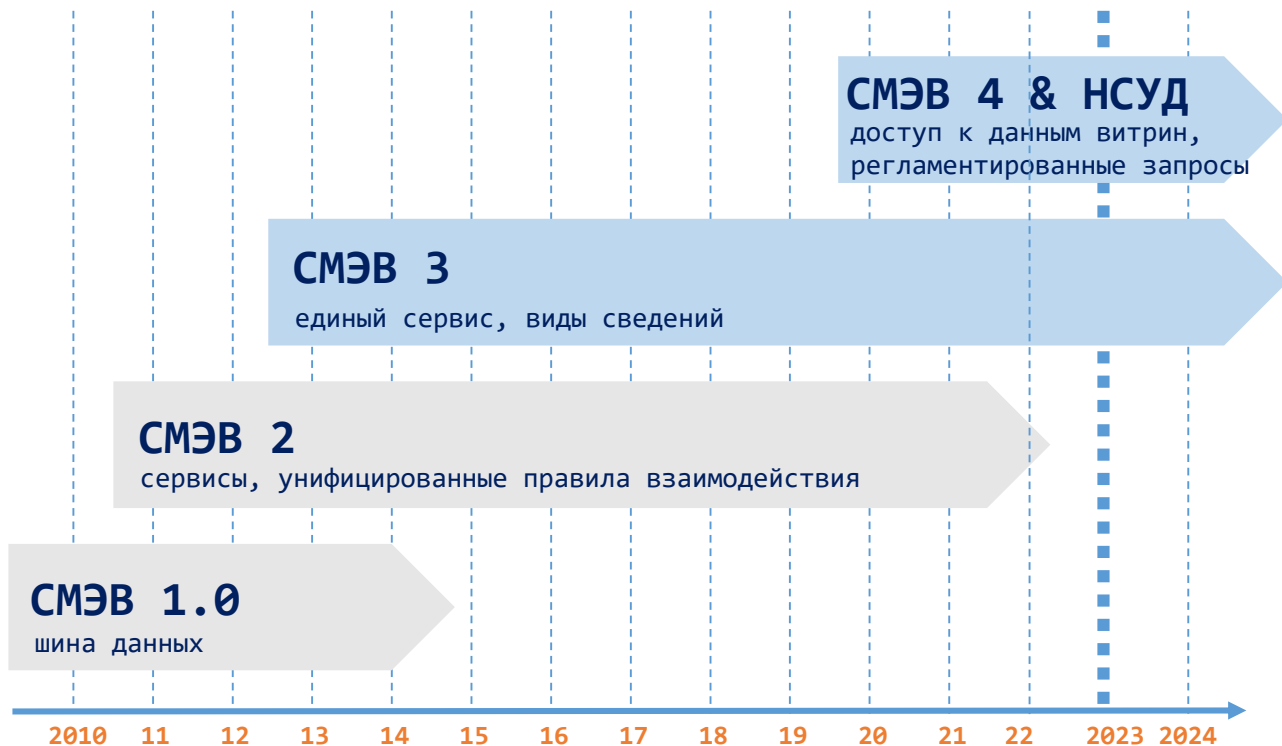 СМЭВ 4 & НСУД
доступ к данным витрин,
регламентированные запросы
СМЭВ 3
единый сервис, виды сведений
СМЭВ 2
сервисы, унифицированные правила взаимодействия
СМЭВ 1.0
шина данных
2010 11 12 13 14 15 16 17 18 19 20 21 22 2023 2024